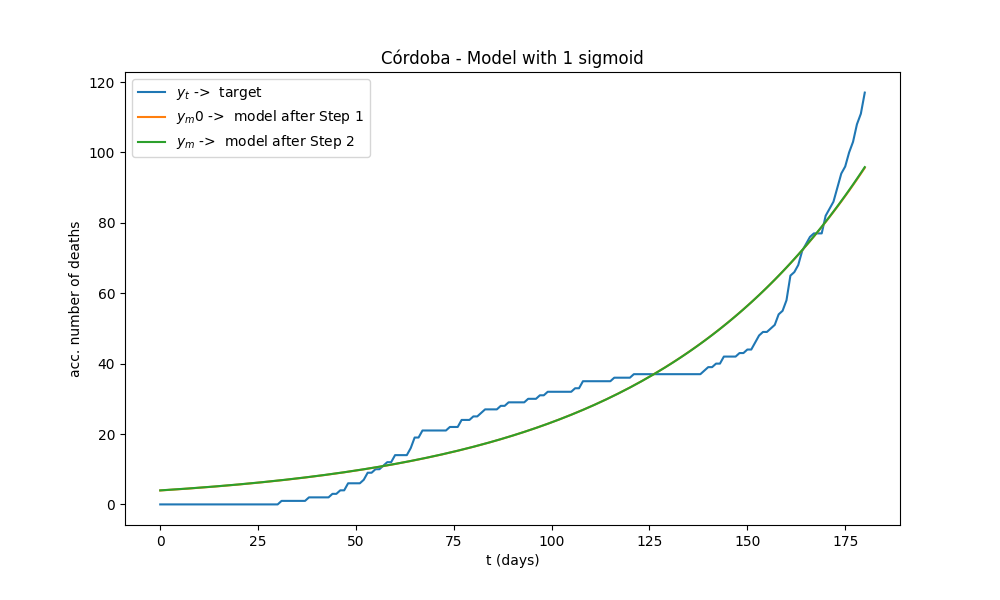 Córdoba - Model with 1 sigmoid
y_t -> target
y_m0 -> model after Step 1
y_m -> model after Step 2
acc. number of deaths
120
100
80
60
40
20
0
0 25 50 75 100 125 150 175
t (days)